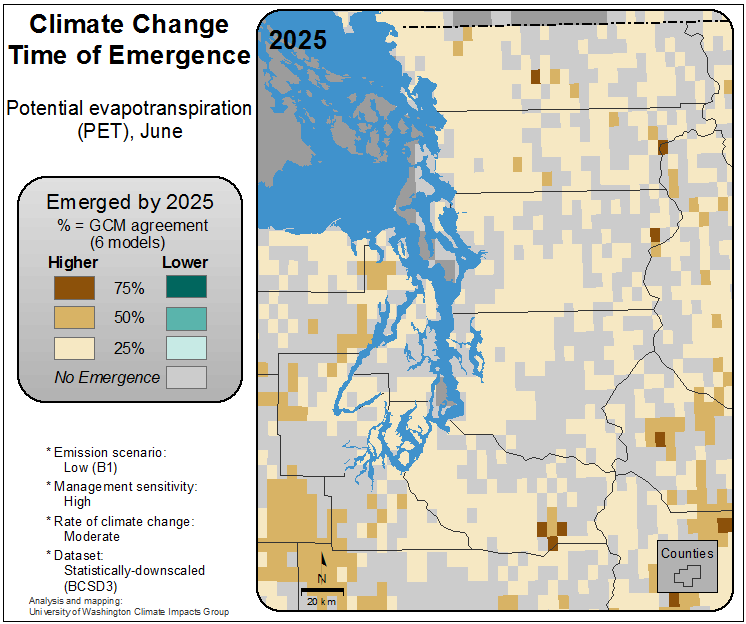 Climate Change
Time of Emergence
Potential evapotranspiration
(PET), June
Emerged by 2025
% = GCM agreement
(6 models)
Higher Lower
75%
50%
25%
No Emergence
* Emission scenario:
Low (B1)
* Management sensitivity:
High
* Rate of climate change:
Moderate
* Dataset:
Statistically-downscaled
(BCSD3)
Analysis and mapping:
University of Washington Climate Impacts Group
2025
N
20 km
Counties